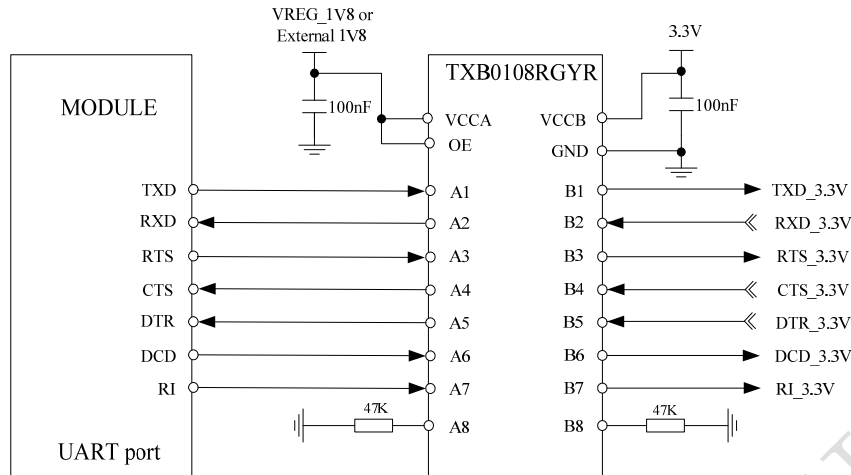 VREG_1V8 or
External 1V8
3.3V
TXB0108RGYR
MODULE
100nF
100nF
VCCA
VCCB
OE
GND
TXD
A1
B1
TXD_3.3V
RXD
A2
B2
RXD_3.3V
RTS
A3
B3
RTS_3.3V
CTS
A4
B4
CTS_3.3V
DTR
A5
B5
DTR_3.3V
DCD
A6
B6
DCD_3.3V
RI
A7
B7
RI_3.3V
47K
47K
A8
B8
UART port